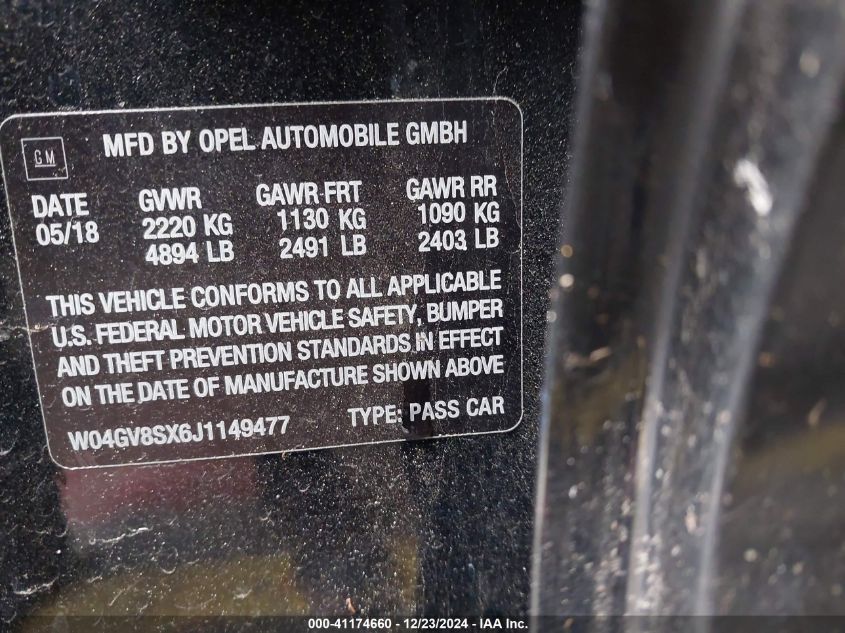 GM
MFD BY OPEL AUTOMOBILE GMBH
DATE GVWR GAWR FRT GAWR RR
05/18 2220 KG 1130 KG 1090 KG
4894 LB 2491 LB 2403 LB
THIS VEHICLE CONFORMS TO ALL APPLICABLE
U.S. FEDERAL MOTOR VEHICLE SAFETY, BUMPER
AND THEFT PREVENTION STANDARDS IN EFFECT
ON THE DATE OF MANUFACTURE SHOWN ABOVE
W04GV8SX6J1149477 TYPE: PASS CAR
000-41174660 - 12/23/2024 - IAA Inc.